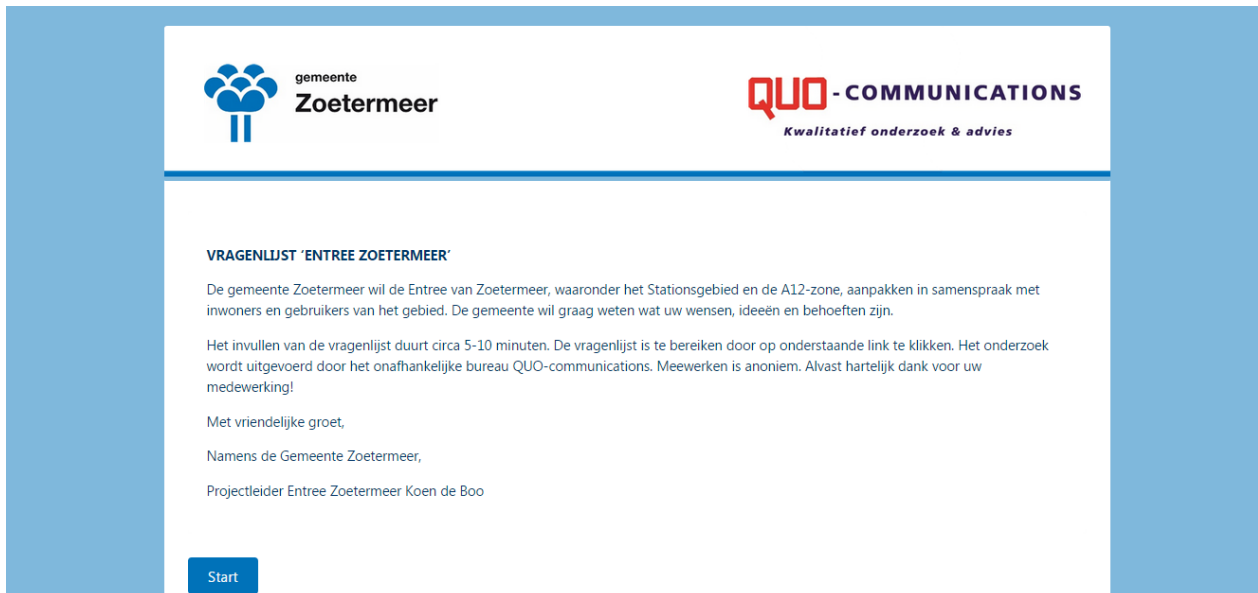 gemeente
Zoetermeer
QUO - COMMUNICATIONS
Kwalitatief onderzoek & advies
VRAGENLIJST ‘ENTREE ZOETERMEER’
De gemeente Zoetermeer wil de Entree van Zoetermeer, waaronder het Stationsgebied en de A12-zone, aanpakken in samenspraak met
inwoners en gebruikers van het gebied. De gemeente wil graag weten wat uw wensen, ideeën en behoeften zijn.
Het invullen van de vragenlijst duurt circa 5-10 minuten. De vragenlijst is te bereiken door op onderstaande link te klikken. Het onderzoek
wordt uitgevoerd door het onafhankelijke bureau QUO-communications. Meewerken is anoniem. Alvast hartelijk dank voor uw
medewerking!
Met vriendelijke groet,
Namens de Gemeente Zoetermeer,
Projectleider Entree Zoetermeer Koen de Boo
Start